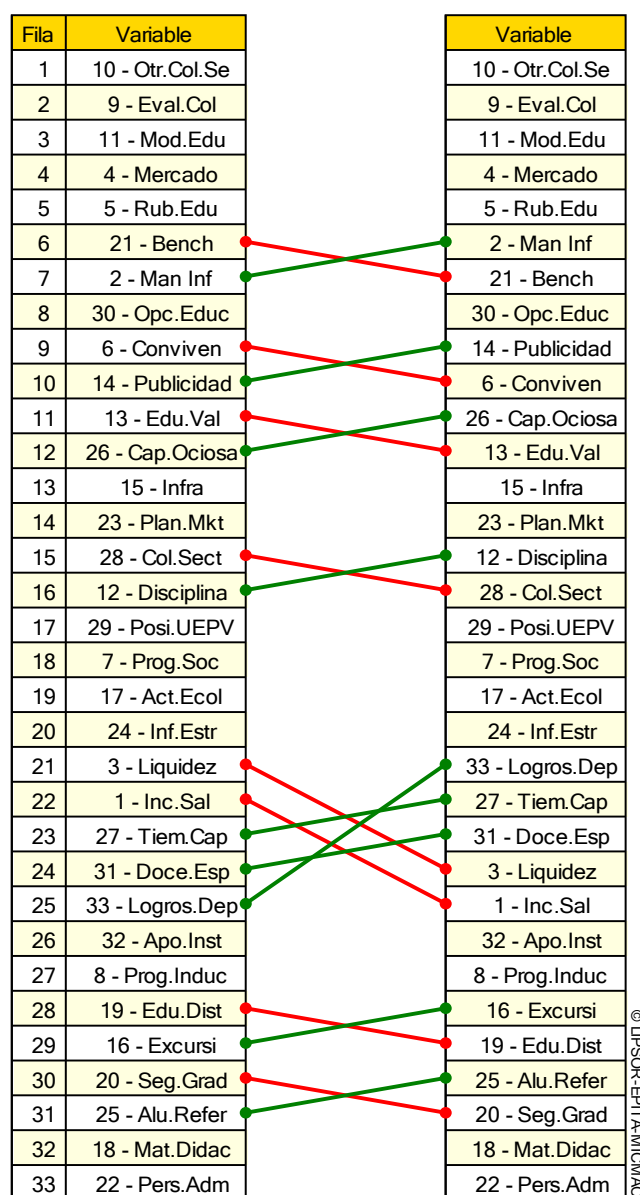 Fila Variable Variable
1 10 - Otr.Col.Se 10 - Otr.Col.Se
2 9 - Eval.Col 9 - Eval.Col
3 11 - Mod.Edu 11 - Mod.Edu
4 4 - Mercado 4 - Mercado
5 5 - Rub.Edu 5 - Rub.Edu
6 21 - Bench 2 - Man Inf
7 2 - Man Inf 21 - Bench
8 30 - Opc.Educ 30 - Opc.Educ
9 6 - Conviven 14 - Publicidad
10 14 - Publicidad 6 - Conviven
11 13 - Edu.Val 26 - Cap.Ociosa
12 26 - Cap.Ociosa 13 - Edu.Val
13 15 - Infra 15 - Infra
14 23 - Plan.Mkt 23 - Plan.Mkt
15 28 - Col.Sect 12 - Disciplina
16 12 - Disciplina 28 - Col.Sect
17 29 - Posi.UEPV 29 - Posi.UEPV
18 7 - Prog.Soc 7 - Prog.Soc
19 17 - Act.Ecol 17 - Act.Ecol
20 24 - Inf.Estr 24 - Inf.Estr
21 3 - Liquidez 33 - Logros.Dep
22 1 - Inc.Sal 27 - Tiem.Cap
23 27 - Tiem.Cap 31 - Doce.Esp
24 31 - Doce.Esp 3 - Liquidez
25 33 - Logros.Dep 1 - Inc.Sal
26 32 - Apo.Inst 32 - Apo.Inst
27 8 - Prog.Induc 8 - Prog.Induc
28 19 - Edu.Dist 16 - Excursi
29 16 - Excursi 19 - Edu.Dist
30 20 - Seg.Grad 25 - Alu.Refer
31 25 - Alu.Refer 20 - Seg.Grad
32 18 - Mat.Didac 18 - Mat.Didac
33 22 - Pers.Adm 22 - Pers.Adm
© LIPSOR-EPITA-MICMAC